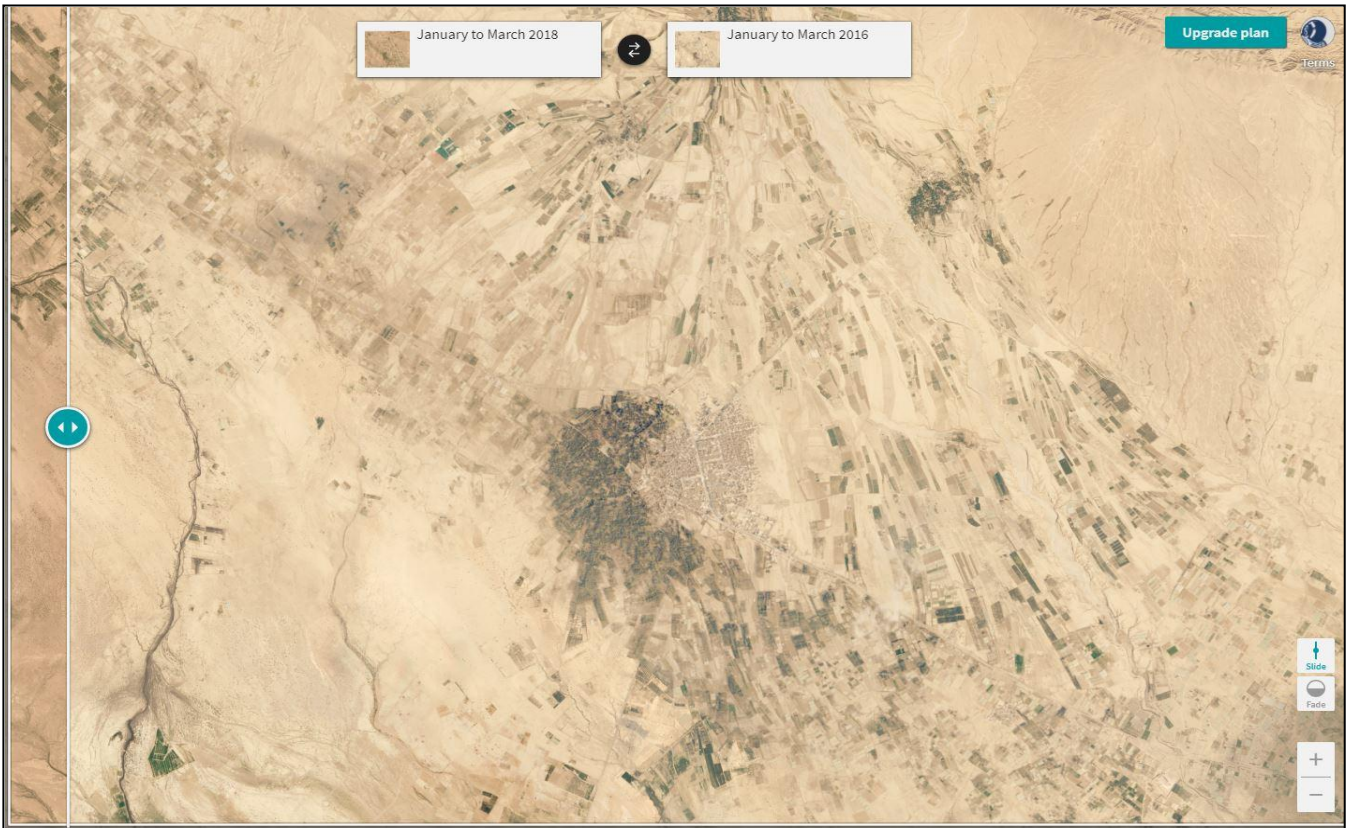 January to March 2018
January to March 2016
Upgrade plan
Terms
Slide
Fade